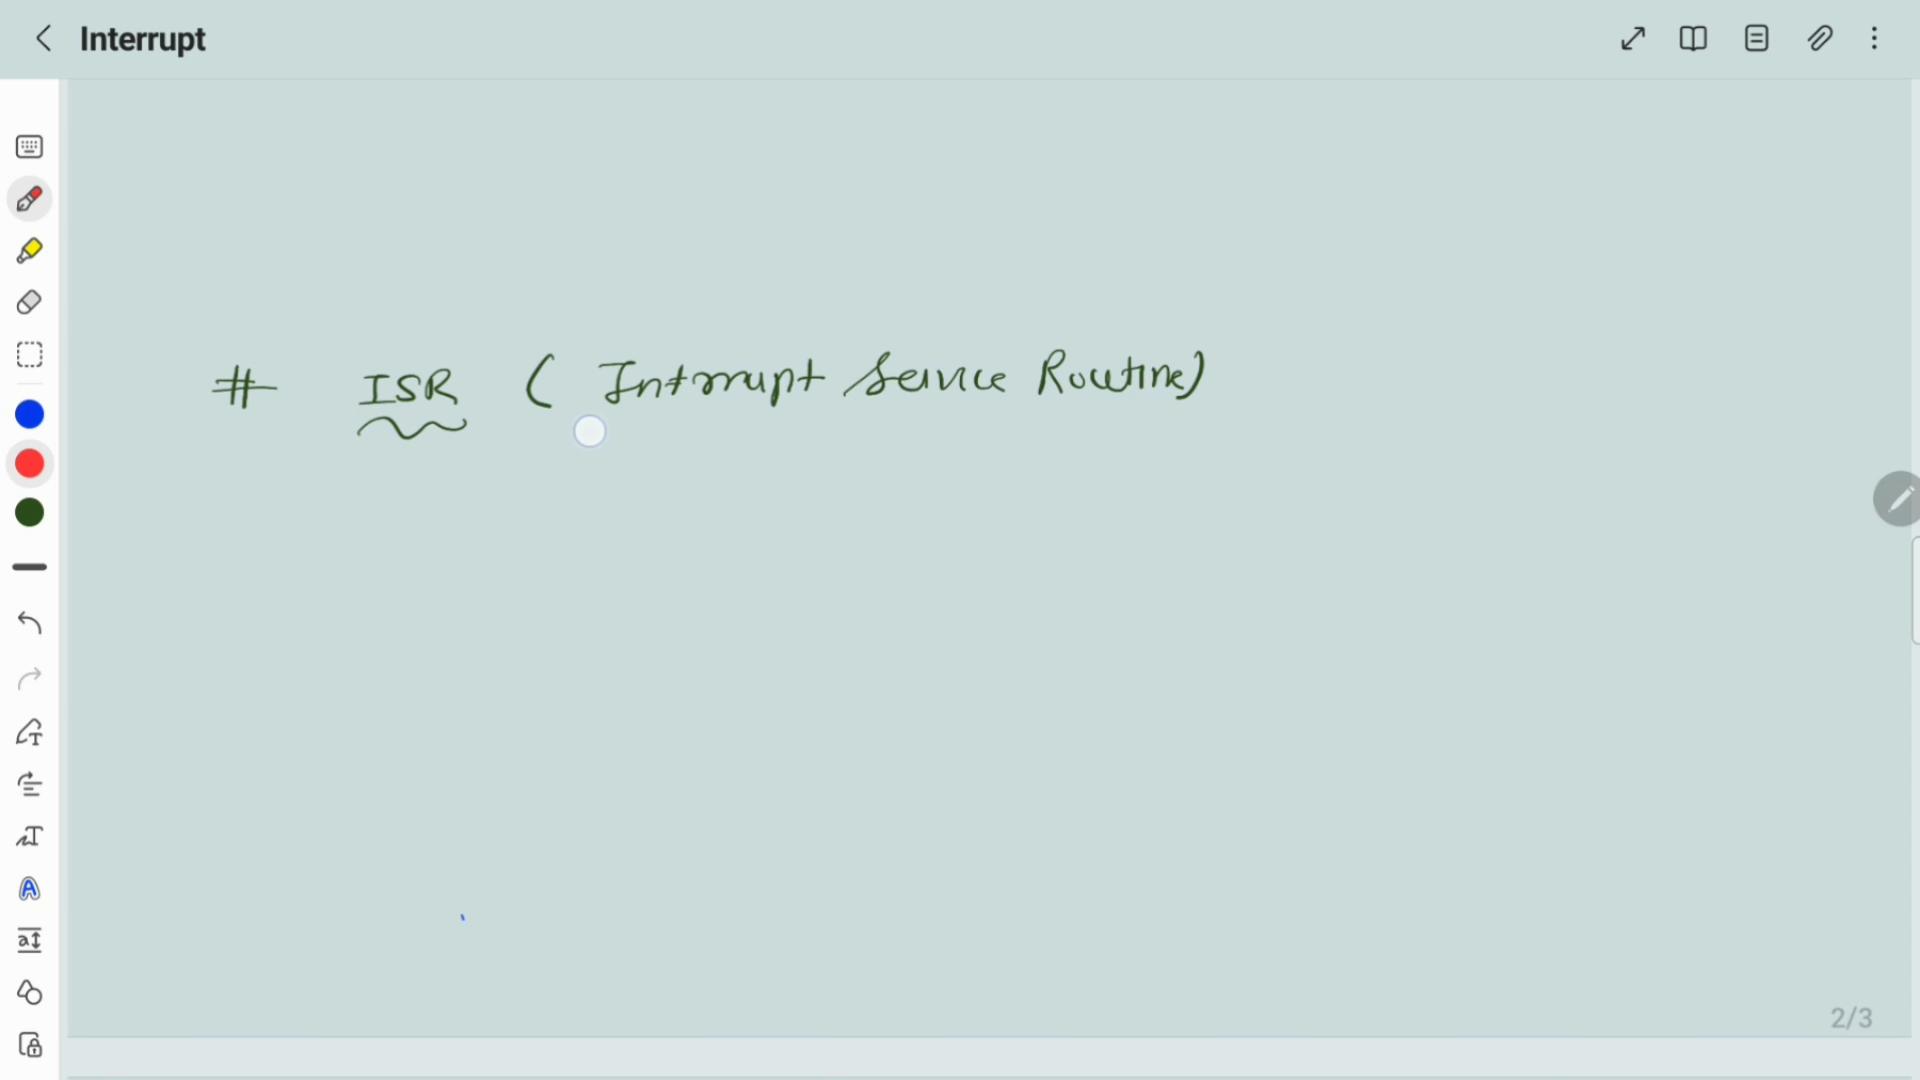 Interrupt
# ISR ( Interrupt Service Routine)
2/3